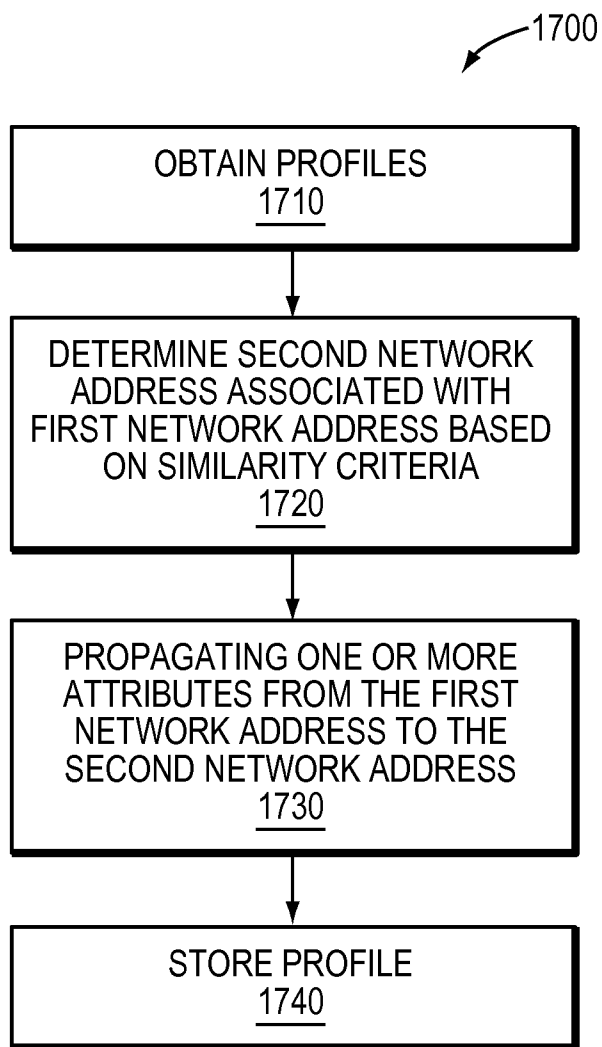 1700
OBTAIN PROFILES
1710
DETERMINE SECOND NETWORK
ADDRESS ASSOCIATED WITH
FIRST NETWORK ADDRESS BASED
ON SIMILARITY CRITERIA
1720
PROPAGATING ONE OR MORE
ATTRIBUTES FROM THE FIRST
NETWORK ADDRESS TO THE
SECOND NETWORK ADDRESS
1730
STORE PROFILE
1740